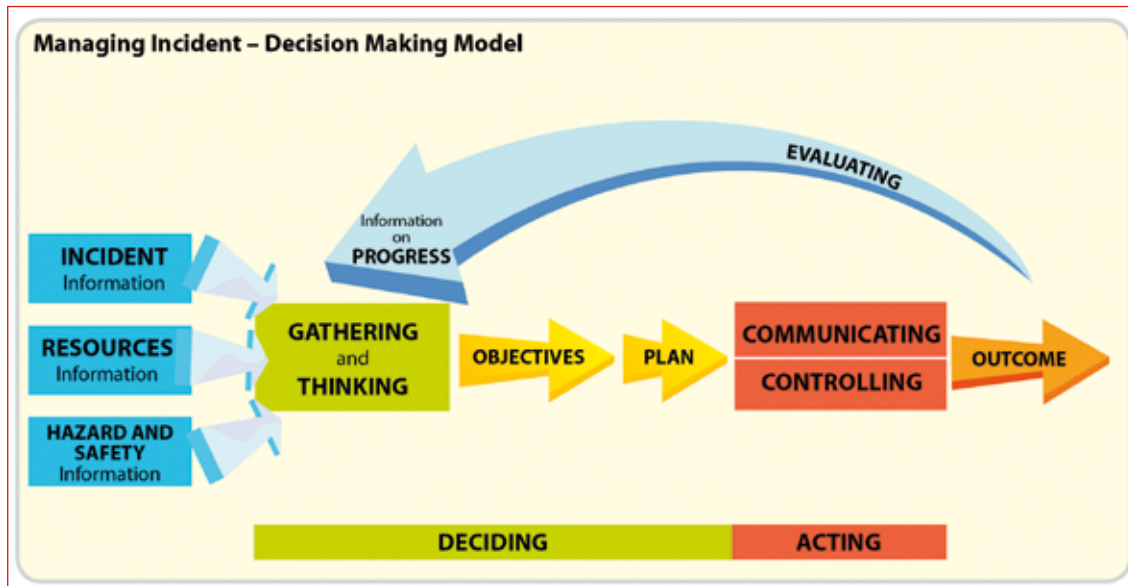 Managing Incident – Decision Making Model
EVALUATING
Information
on
PROGRESS
INCIDENT
Information
RESOURCES
Information
HAZARD AND
SAFETY
Information
GATHERING
and
THINKING
OBJECTIVES
PLAN
COMMUNICATING
CONTROLLING
OUTCOME
DECIDING
ACTING